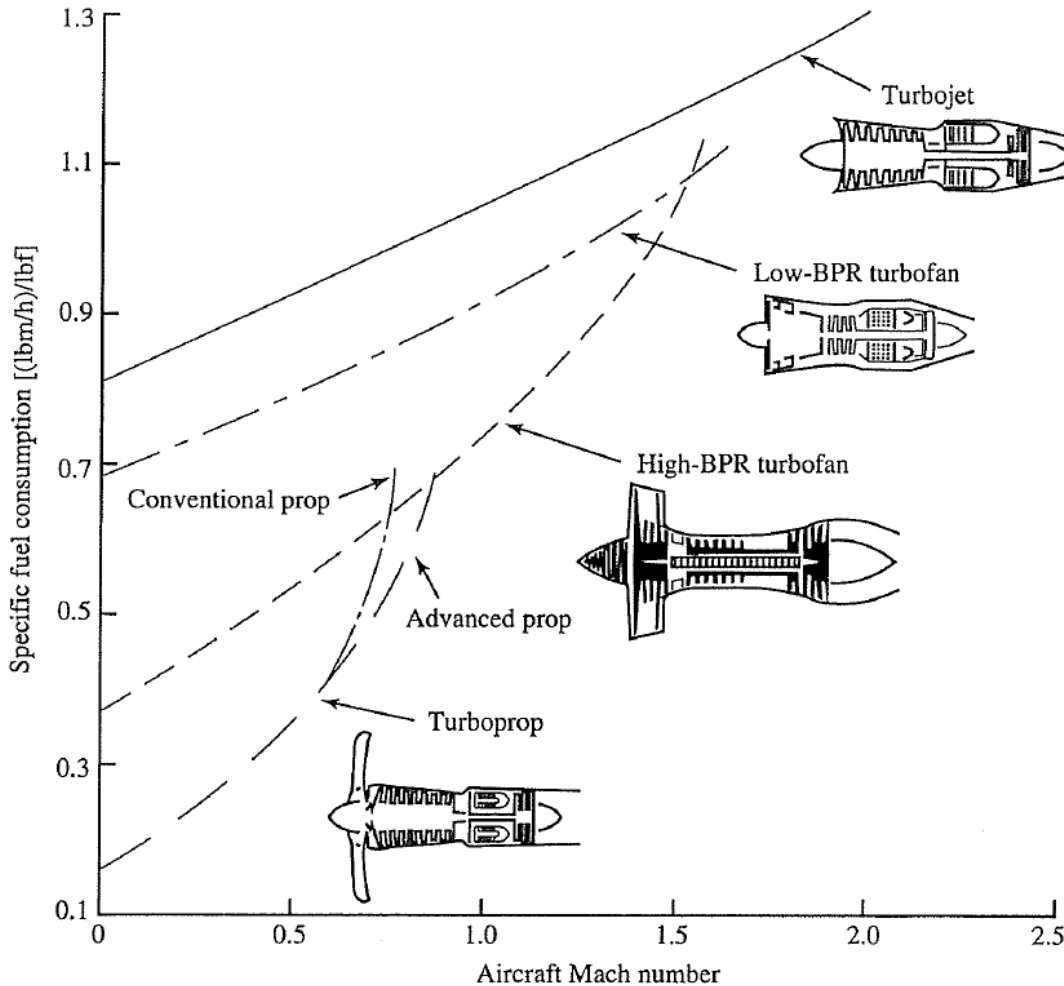 1.3
Turbojet
1.1
Low-BPR turbofan
0.9
Specific fuel consumption [(lbm/h)/lbf]
0.7
High-BPR turbofan
Conventional prop
0.5
Advanced prop
Turboprop
0.3
0.1
0
0.5
1.0
1.5
2.0
2.5
Aircraft Mach number